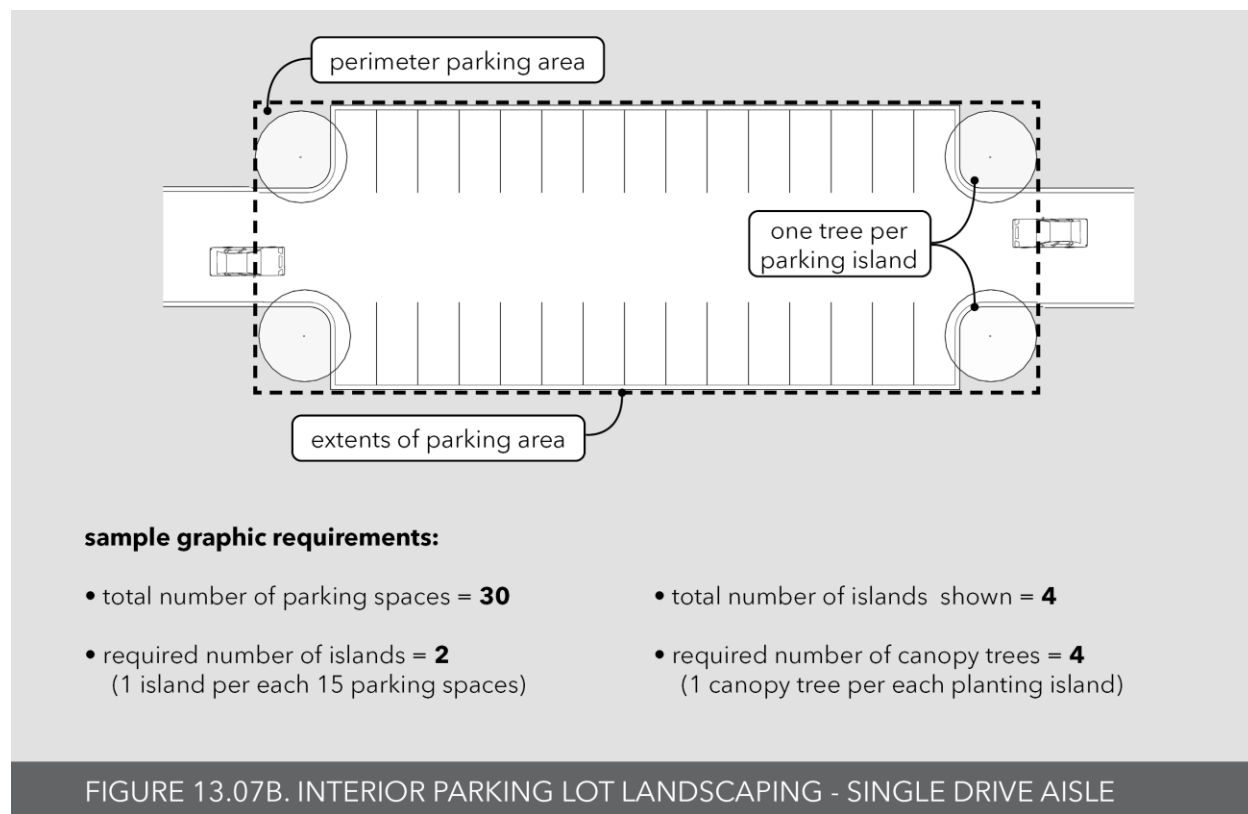 perimeter parking area
one tree per
parking island
extents of parking area
sample graphic requirements:
• total number of parking spaces = 30
• required number of islands = 2
(1 island per each 15 parking spaces)
• total number of islands shown = 4
• required number of canopy trees = 4
(1 canopy tree per each planting island)
FIGURE 13.07B. INTERIOR PARKING LOT LANDSCAPING - SINGLE DRIVE AISLE